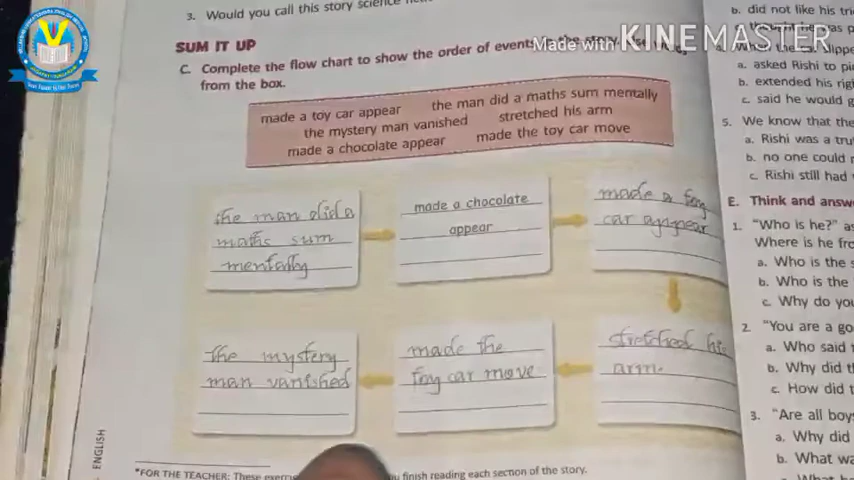 3. Would you call this story science
SUM IT UP
C. Complete the flow chart to show the order of events in the story.
from the box.
made a toy car appear the man did a maths sum mentally
the mystery man vanished stretched his arm
made a chocolate appear made the toy car move
the man did a
maths sum
mentally
made a chocolate
appear
made a toy
car appear
stretched his
arm
made the
toy car move
the mystery
man vanished
ENGLISH
*FOR THE TEACHER: These
finish reading each section of the story.
Made with KINEMASTER
b. did not like his
a. asked Rishi to
b. extended his
c. said he would
5. We know that the
a. Rishi was a
b. no one could
c. Rishi still had
E. Think and
1. "Who is he?"
Where is he
a. Who is the
b. Who is the
c. Why do
2. "You are a
a. Who said
b. Why did
c. How did
3. "Are all boys
a. Why did
b. What